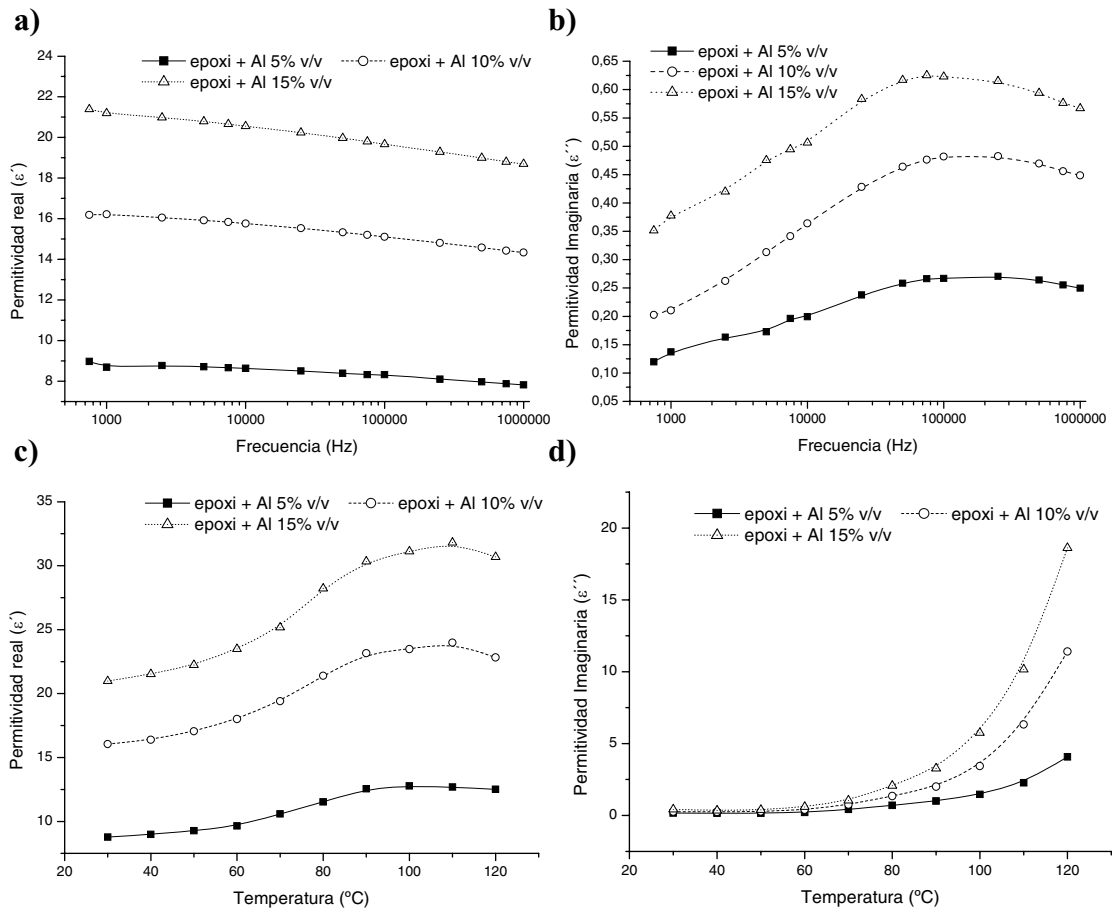 a)
epoxi + Al 5% v/v
epoxi + Al 10% v/v
epoxi + Al 15% v/v
24
22
20
18
16
14
12
10
8
Permitividad real (ε´)
1000
10000
100000
1000000
Frecuencia (Hz)
b)
epoxi + Al 5% v/v
epoxi + Al 10% v/v
epoxi + Al 15% v/v
0,65
0,60
0,55
0,50
0,45
0,40
0,35
0,30
0,25
0,20
0,15
0,10
0,05
Permitividad Imaginaria (ε´´)
1000
10000
100000
1000000
Frecuencia (Hz)
c)
epoxi + Al 5% v/v
epoxi + Al 10% v/v
epoxi + Al 15% v/v
35
30
25
20
15
10
Permitividad real (ε´)
20
40
60
80
100
120
Temperatura (ºC)
d)
epoxi + Al 5% v/v
epoxi + Al 10% v/v
epoxi + Al 15% v/v
20
15
10
5
0
Permitividad Imaginaria (ε´´)
20
40
60
80
100
120
Temperatura (ºC)